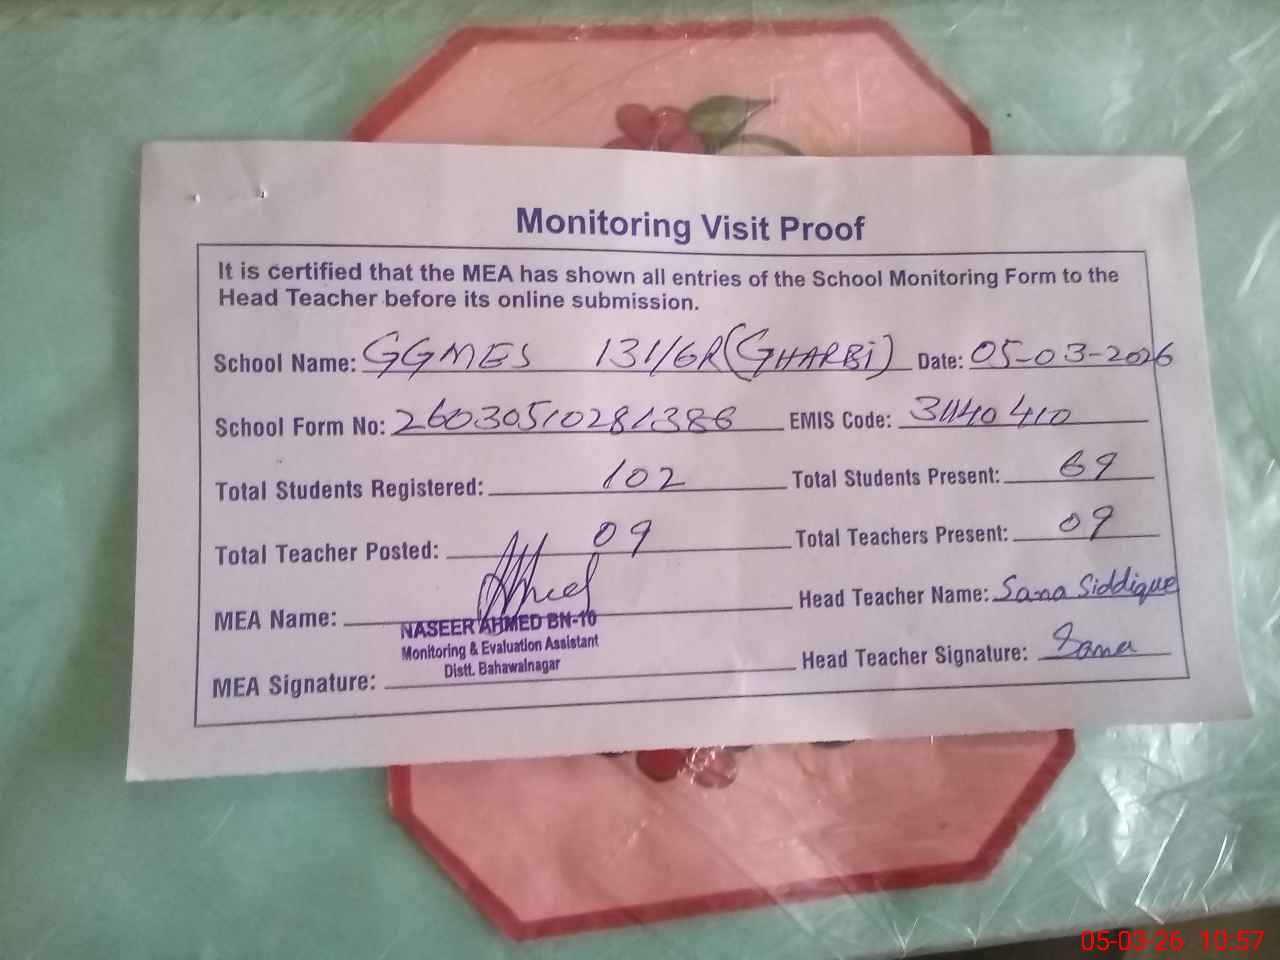 Monitoring Visit Proof
It is certified that the MEA has shown all entries of the School Monitoring Form to the
Head Teacher before its online submission.
School Name: GGMES 131/6R (GHARBi) Date: 05-03-2026
School Form No: 26030510281386 EMIS Code: 31140410
Total Students Registered: 102 Total Students Present: 69
Total Teacher Posted: 09 Total Teachers Present: 09
MEA Name: Head Teacher Name: Sana Siddique
NASEER AHMED BN-10
Monitoring & Evaluation Assistant
Distt. Bahawalnagar
MEA Signature: Head Teacher Signature: Sana
05-03-26 10:57